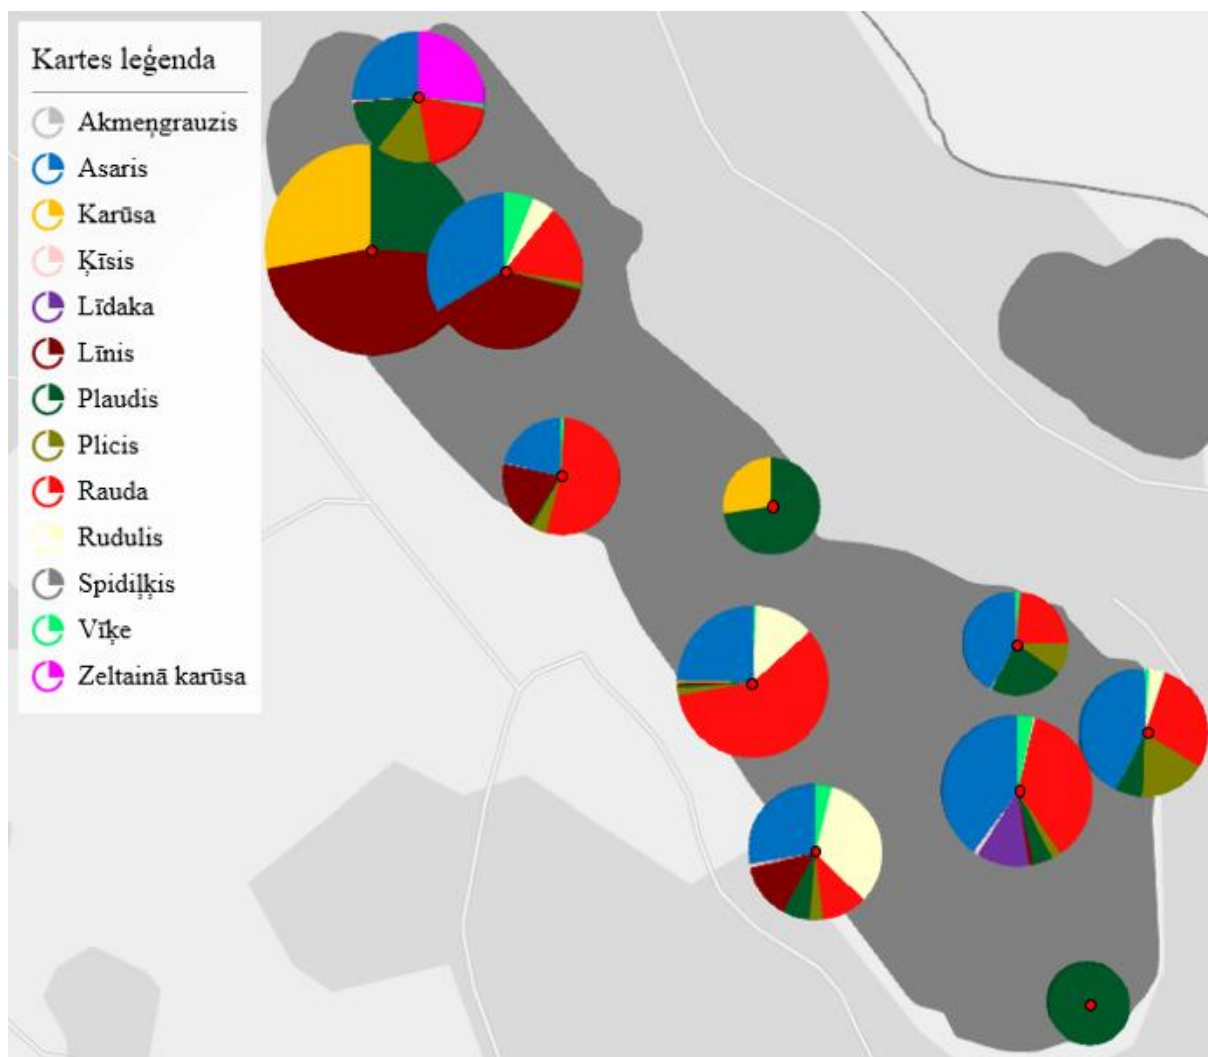 Kartes leģenda
Akmeņgrauzis
Asaris
Karūsa
Ķīsis
Līdaka
Līnis
Plaudis
Plicis
Rauda
Rudulis
Spidiļķis
Vīķe
Zeltainā karūsa